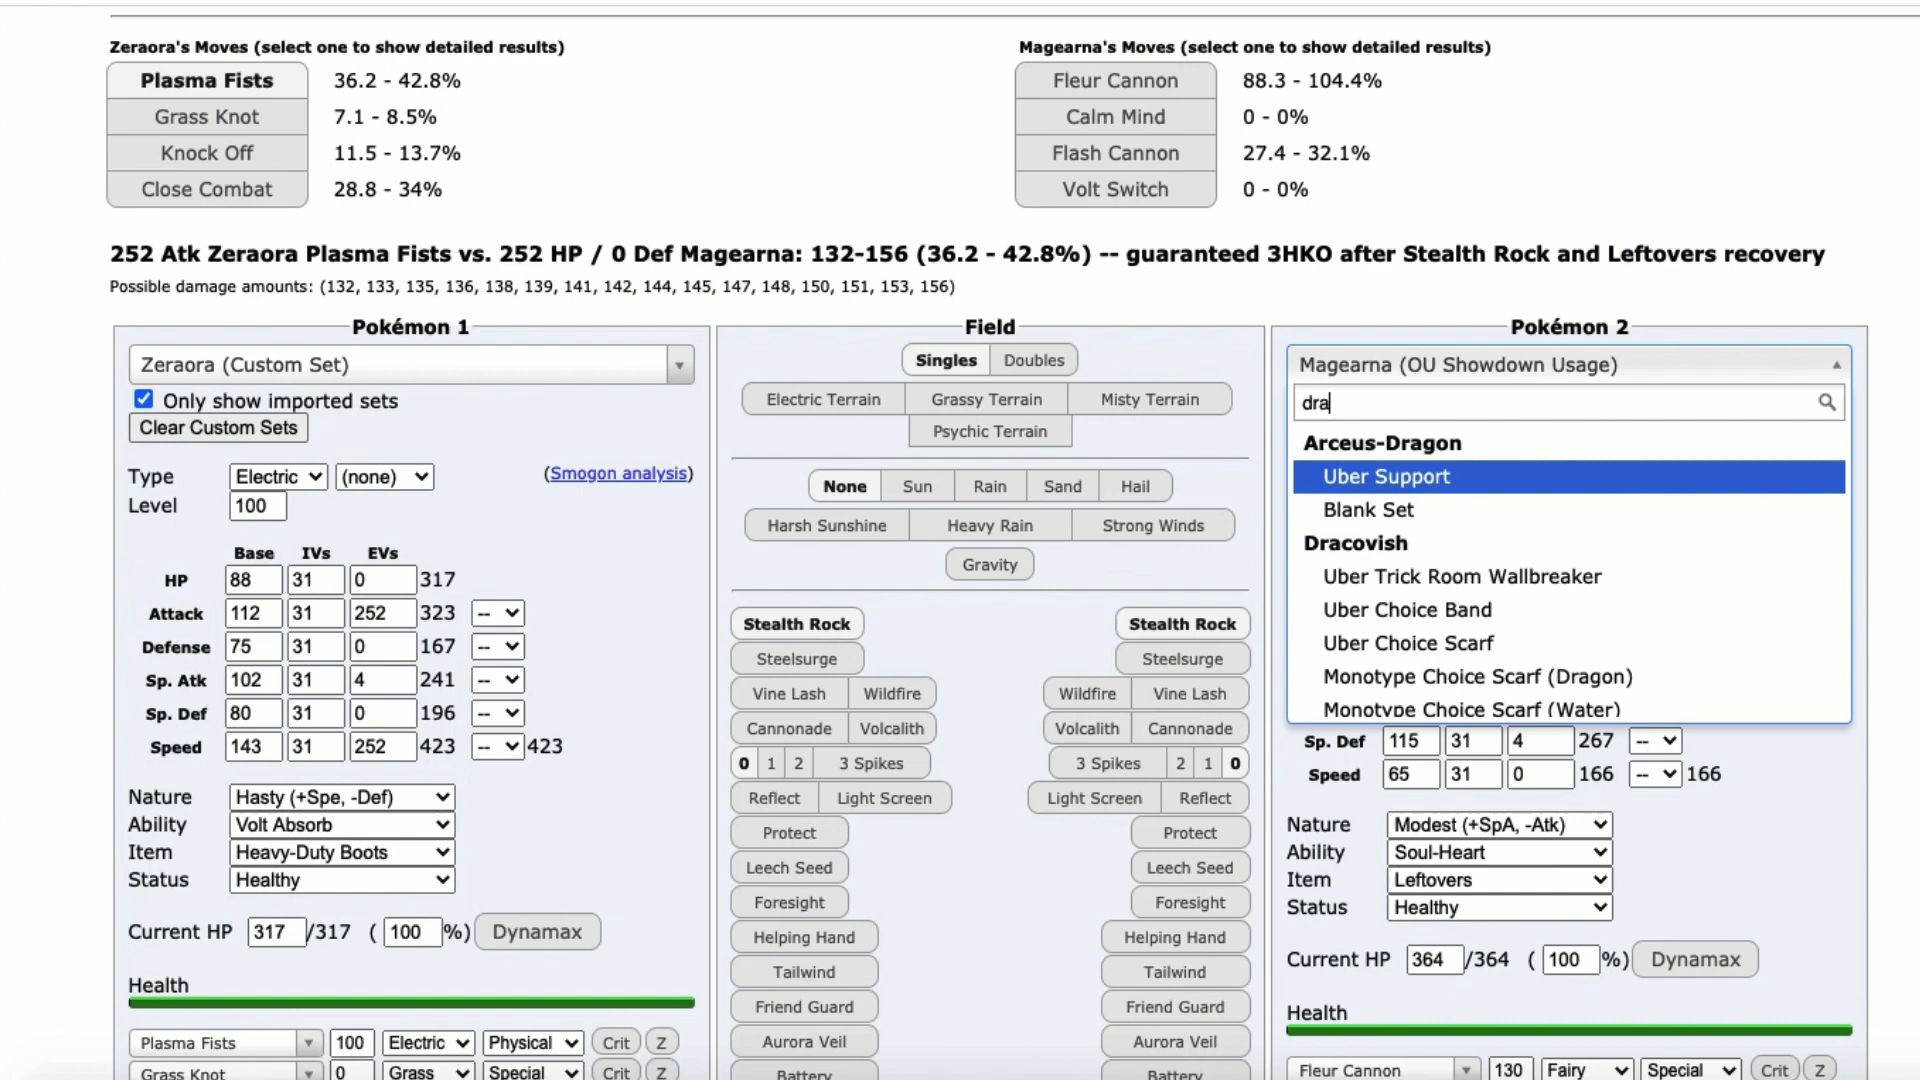 Zeraora's Moves (select one to show detailed results)
Plasma Fists 36.2 - 42.8%
Grass Knot 7.1 - 8.5%
Knock Off 11.5 - 13.7%
Close Combat 28.8 - 34%
Magearna's Moves (select one to show detailed results)
Fleur Cannon 88.3 - 104.4%
Calm Mind 0 - 0%
Flash Cannon 27.4 - 32.1%
Volt Switch 0 - 0%
252 Atk Zeraora Plasma Fists vs. 252 HP / 0 Def Magearna: 132-156 (36.2 - 42.8%) -- guaranteed 3HKO after Stealth Rock and Leftovers recovery
Possible damage amounts: (132, 133, 135, 136, 138, 139, 141, 142, 144, 145, 147, 148, 150, 151, 153, 156)
Pokémon 1
Zeraora (Custom Set)
Only show imported sets
Clear Custom Sets
Type Electric (none) (Smogon analysis)
Level 100
Base IVs EVs
HP 88 31 0 317
Attack 112 31 252 323 --
Defense 75 31 0 167 --
Sp. Atk 102 31 4 241 --
Sp. Def 80 31 0 196 --
Speed 143 31 252 423 -- 423
Nature Hasty (+Spe, -Def)
Ability Volt Absorb
Item Heavy-Duty Boots
Status Healthy
Current HP 317/317 (100%) Dynamax
Health
Plasma Fists 100 Electric Physical Crit Z
Grass Knot 0 Grass Special Crit Z
Field
Singles Doubles
Electric Terrain Grassy Terrain Misty Terrain
Psychic Terrain
None Sun Rain Sand Hail
Harsh Sunshine Heavy Rain Strong Winds
Gravity
Stealth Rock Stealth Rock
Steelsurge Steelsurge
Vine Lash Wildfire Wildfire Vine Lash
Cannonade Volcalith Volcalith Cannonade
0 1 2 3 Spikes 3 Spikes 2 1 0
Reflect Light Screen Light Screen Reflect
Protect Protect
Leech Seed Leech Seed
Foresight Foresight
Helping Hand Helping Hand
Tailwind Tailwind
Friend Guard Friend Guard
Aurora Veil Aurora Veil
Battery Battery
Pokémon 2
Magearna (OU Showdown Usage)
dra
Arceus-Dragon
Uber Support
Blank Set
Dracovish
Uber Trick Room Wallbreaker
Uber Choice Band
Uber Choice Scarf
Monotype Choice Scarf (Dragon)
Monotype Choice Scarf (Water)
Sp. Def 115 31 4 267 --
Speed 65 31 0 166 -- 166
Nature Modest (+SpA, -Atk)
Ability Soul-Heart
Item Leftovers
Status Healthy
Current HP 364/364 (100%) Dynamax
Health
Fleur Cannon 130 Fairy Special Crit Z